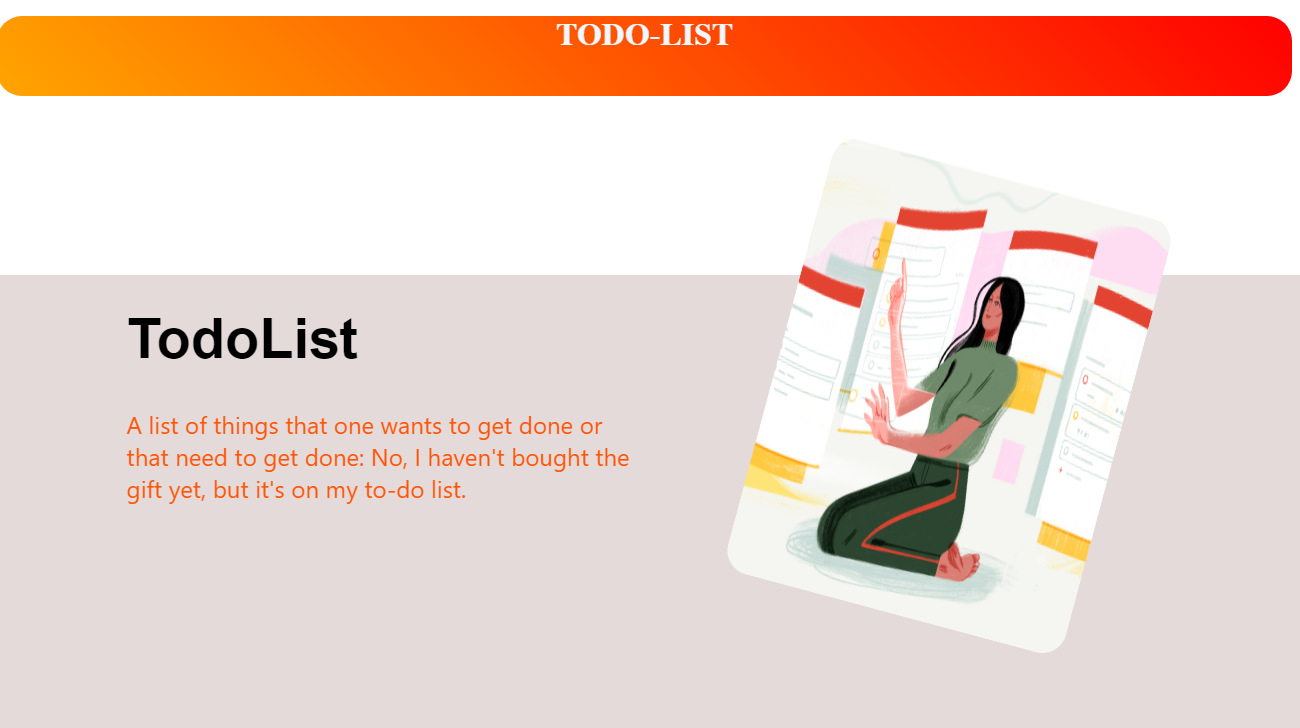 TODO-LIST
TodoList
A list of things that one wants to get done or
that need to get done: No, I haven't bought the
gift yet, but it's on my to-do list.